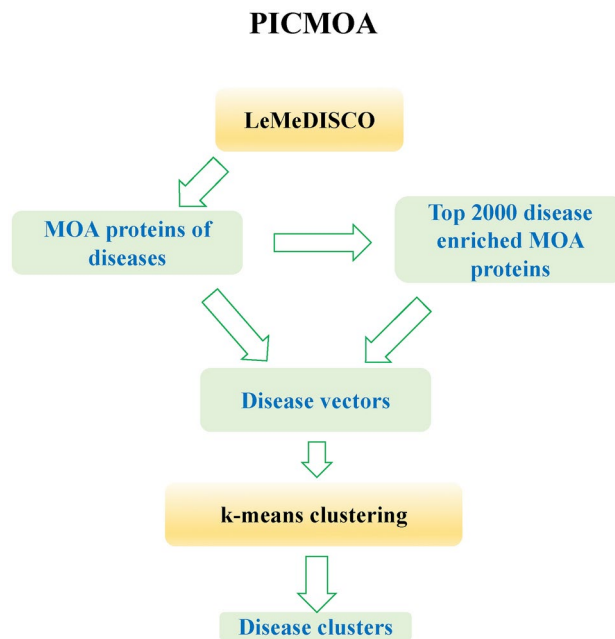 PICMOA
LeMeDISCO
MOA proteins of
diseases
Top 2000 disease
enriched MOA
proteins
Disease vectors
k-means clustering
Disease clusters